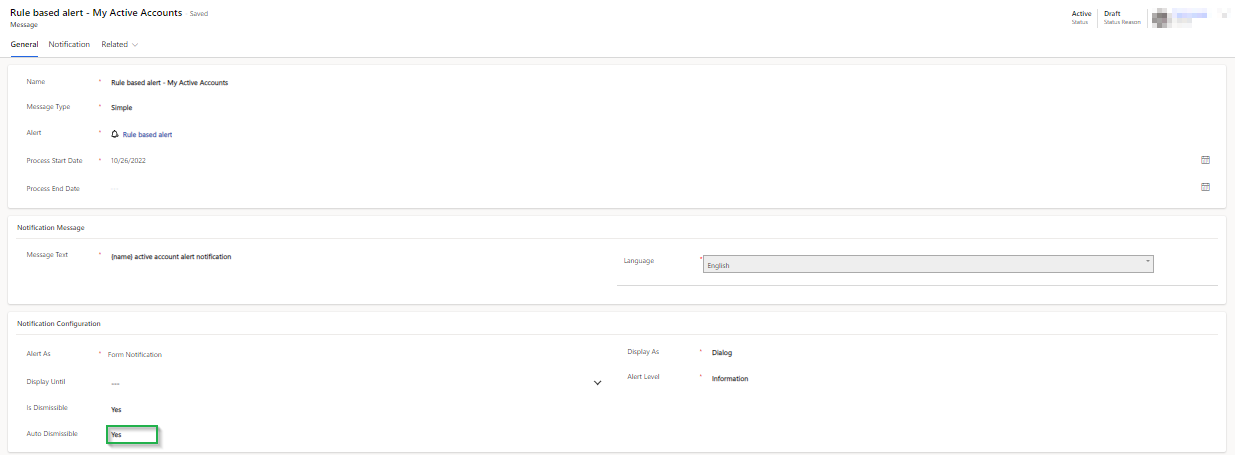 Rule based alert - My Active Accounts - Saved
Message
Active
Status
Draft
Status Reason
General Notification Related
Name * Rule based alert - My Active Accounts
Message Type * Simple
Alert * Rule based alert
Process Start Date * 10/26/2022
Process End Date ---
Notification Message
Message Text * {name} active account alert notification
Language * English
Notification Configuration
Alert As * Form Notification
Display As * Dialog
Display Until ---
Alert Level * Information
Is Dismissible Yes
Auto Dismissible Yes